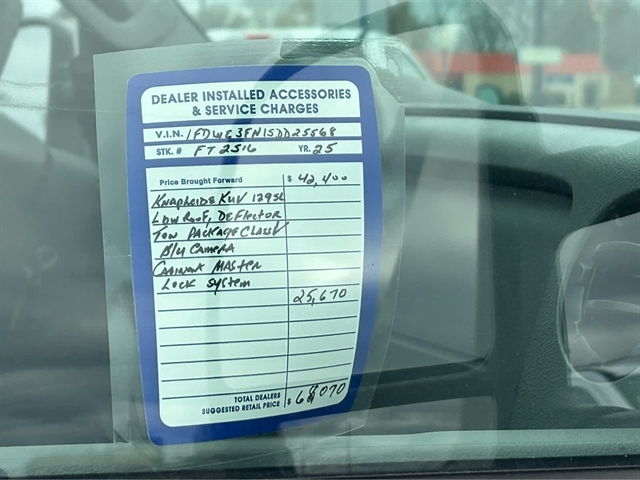 DEALER INSTALLED ACCESSORIES
& SERVICE CHARGES
V.I.N. 1FDWE3FN1SDD25568
STK. # FT2516 YR. 25
Price Brought Forward $ 42,400
KNAPHEIDE KUV 129SL
LOW ROOF, DEFLECTOR
TOW PACKAGE CLASS V
B/U CAMERA
CABINET MASTER
LOCK SYSTEM
25,670
TOTAL DEALERS
SUGGESTED RETAIL PRICE $ 68,070